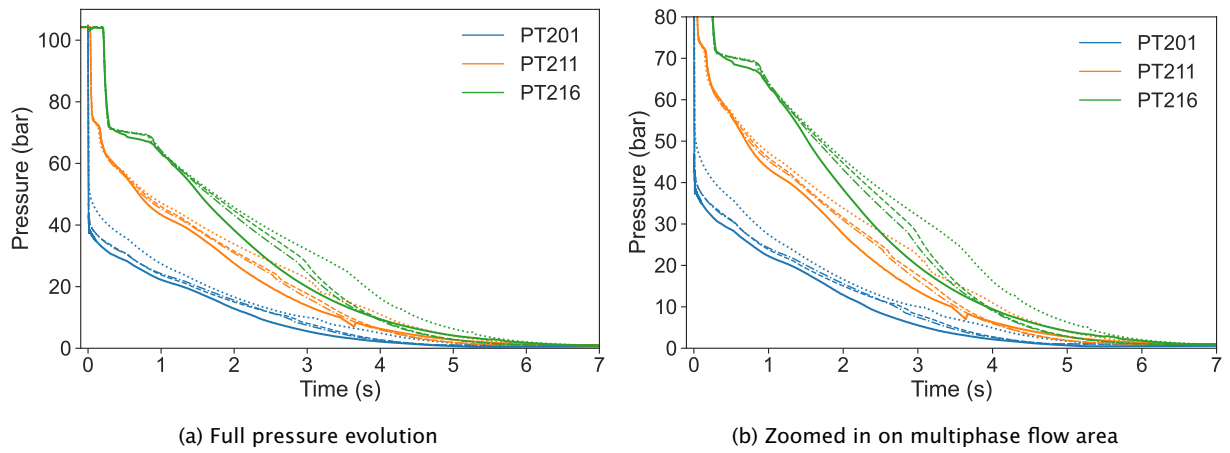 100
80
60
40
20
0
Pressure (bar)
0 1 2 3 4 5 6 7
Time (s)
PT201
PT211
PT216
(a) Full pressure evolution
80
70
60
50
40
30
20
10
0
Pressure (bar)
0 1 2 3 4 5 6 7
Time (s)
PT201
PT211
PT216
(b) Zoomed in on multiphase flow area